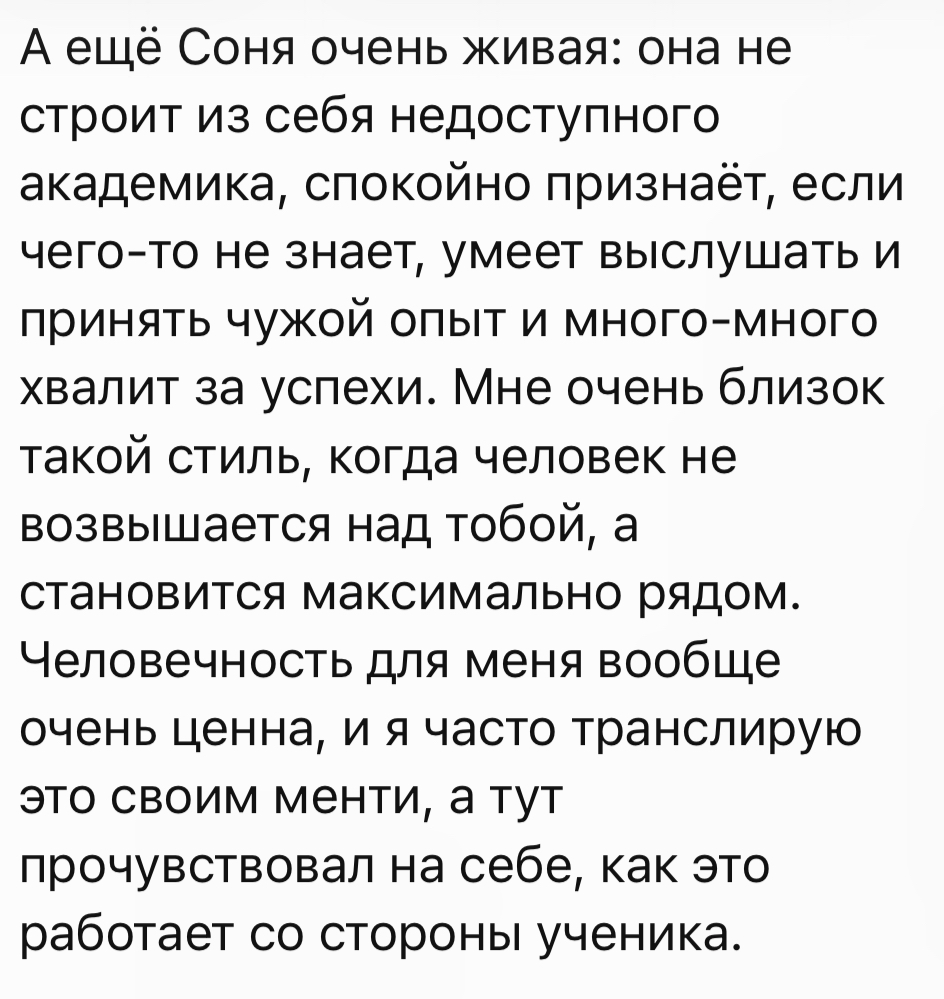 А ещё Соня очень живая: она не
строит из себя недоступного
академика, спокойно признаёт, если
чего-то не знает, умеет выслушать и
принять чужой опыт и много-много
хвалит за успехи. Мне очень близок
такой стиль, когда человек не
возвышается над тобой, а
становится максимально рядом.
Человечность для меня вообще
очень ценна, и я часто транслирую
это своим менти, а тут
прочувствовал на себе, как это
работает со стороны ученика.